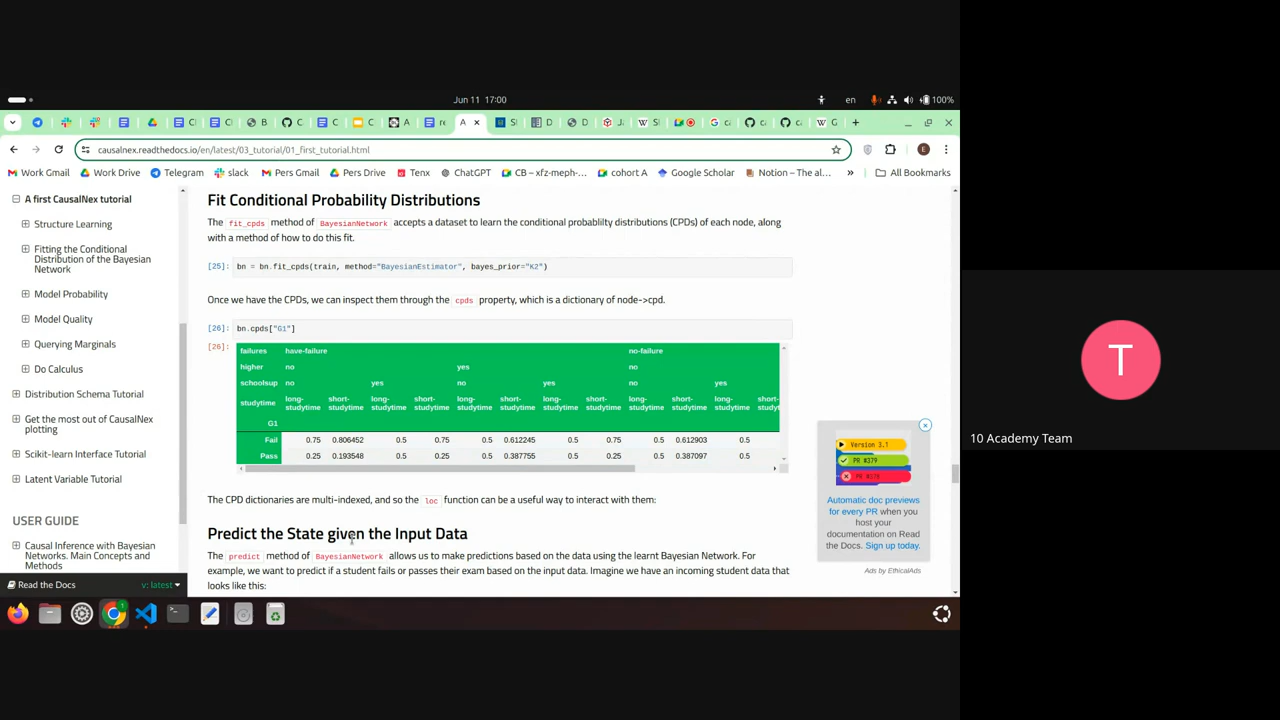 Jun 11 17:00
en
100%
A
causalnex.readthedocs.io/en/latest/03_tutorial/01_first_tutorial.html
Work Gmail Work Drive Telegram slack Pers Gmail Pers Drive Tenx ChatGPT CB – xfz-meph-... cohort A Google Scholar Notion – The al... » All Bookmarks
A first CausalNex tutorial
Structure Learning
Fitting the Conditional
Distribution of the Bayesian
Network
Model Probability
Model Quality
Querying Marginals
Do Calculus
Distribution Schema Tutorial
Get the most out of CausalNex
plotting
Scikit-learn Interface Tutorial
Latent Variable Tutorial
USER GUIDE
Causal Inference with Bayesian
Networks. Main Concepts and
Methods
Read the Docs v: latest
Fit Conditional Probability Distributions
The fit_cpds method of BayesianNetwork accepts a dataset to learn the conditional probablilty distributions (CPDs) of each node, along
with a method of how to do this fit.
[25]: bn = bn.fit_cpds(train, method="BayesianEstimator", bayes_prior="K2")
Once we have the CPDs, we can inspect them through the cpds property, which is a dictionary of node->cpd.
[26]: bn.cpds["G1"]
[26]:
failures have-failure no-failure
higher no yes no
schoolsup no yes no yes no yes
studytime long-studytime short-studytime long-studytime short-studytime long-studytime short-studytime long-studytime short-studytime long-studytime short-studytime long-studytime short-studyt
G1
Fail 0.75 0.806452 0.5 0.75 0.5 0.612245 0.5 0.75 0.5 0.612903 0.5
Pass 0.25 0.193548 0.5 0.25 0.5 0.387755 0.5 0.25 0.5 0.387097 0.5
The CPD dictionaries are multi-indexed, and so the loc function can be a useful way to interact with them:
Predict the State given the Input Data
The predict method of BayesianNetwork allows us to make predictions based on the data using the learnt Bayesian Network. For
example, we want to predict if a student fails or passes their exam based on the input data. Imagine we have an incoming student data that
looks like this:
Version 3.1
PR #379
PR #378
Automatic doc previews
for every PR when you
host your
documentation on Read
the Docs. Sign up today.
Ads by EthicalAds
T
10 Academy Team